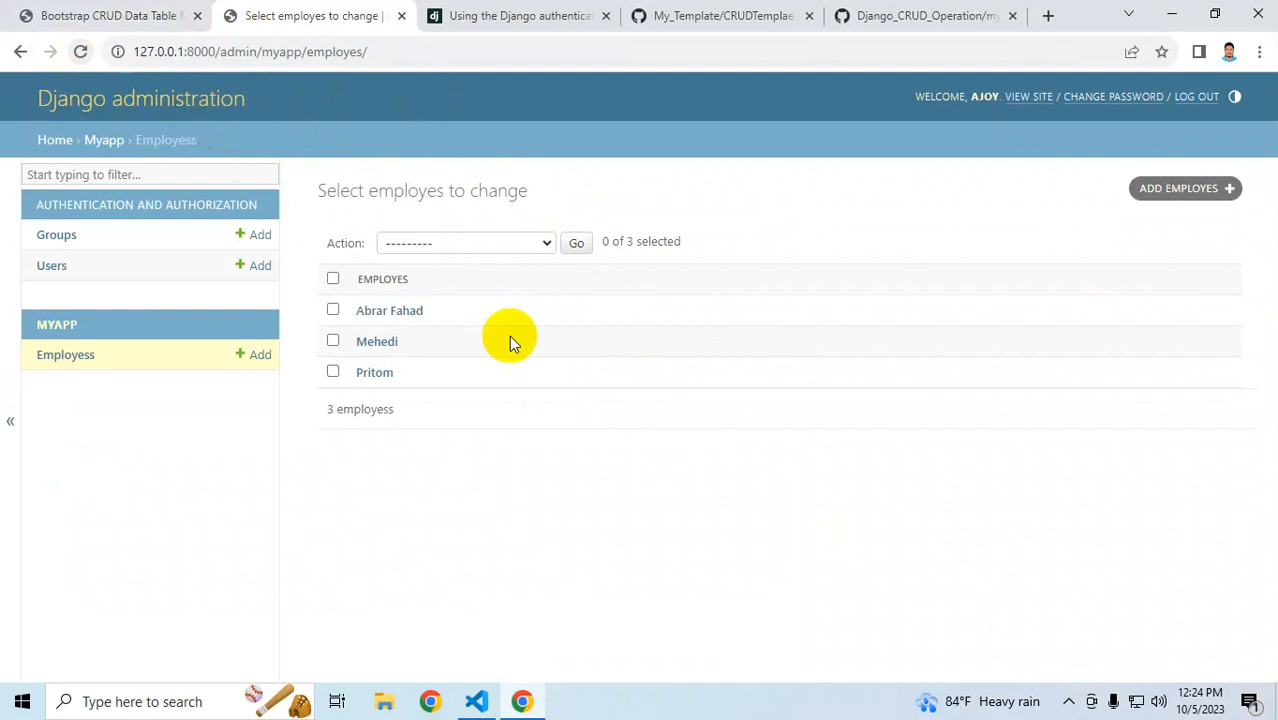 Bootstrap CRUD Data Table f
Select employes to change |
Using the Django authenticat
My_Template/CRUDTemplae.
Django_CRUD_Operation/my
127.0.0.1:8000/admin/myapp/employes/
Django administration
WELCOME, AJOY. VIEW SITE / CHANGE PASSWORD / LOG OUT
Home › Myapp › Employess
Start typing to filter...
AUTHENTICATION AND AUTHORIZATION
Groups + Add
Users + Add
MYAPP
Employess + Add
«
Select employes to change
ADD EMPLOYES +
Action: --------- Go 0 of 3 selected
EMPLOYES
Abrar Fahad
Mehedi
Pritom
3 employess
Type here to search
84°F Heavy rain
12:24 PM
10/5/2023
1